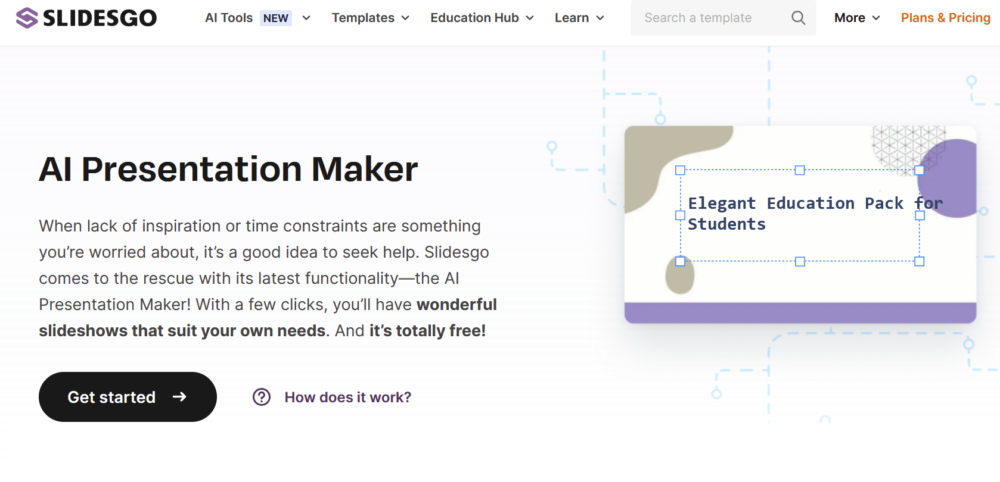 SLIDESGO
AI Tools NEW
Templates
Education Hub
Learn
Search a template
More
Plans & Pricing
AI Presentation Maker
When lack of inspiration or time constraints are something
you’re worried about, it’s a good idea to seek help. Slidesgo
comes to the rescue with its latest functionality—the AI
Presentation Maker! With a few clicks, you’ll have wonderful
slideshows that suit your own needs. And it’s totally free!
Get started
How does it work?
Elegant Education Pack for
Students